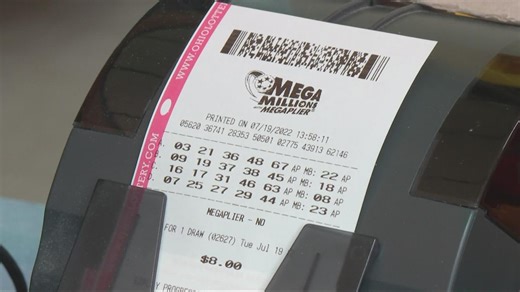 WWW.OHIOLOTTE
TERY.COM
MEGA
MILLIONS
MEGAPLIER
PRINTED ON 07/19/2022 13:58:11
05620 36741 28353 50501 02775 43913 62146
03 21 36 48 67 AP MB: 22 AP
09 19 37 38 45 AP MB: 18 AP
16 17 31 46 63 AP MB: 08 AP
07 25 27 29 44 AP MB: 23 AP
MEGAPLIER - NO
FOR 1 DRAW (02627) Tue Jul 19
$8.00